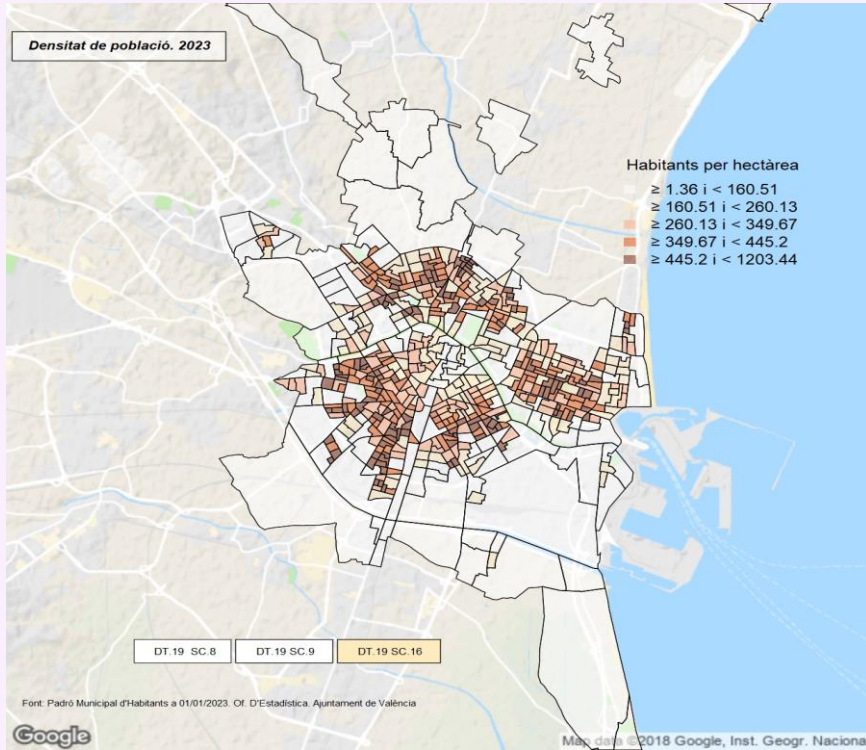 Densitat de població. 2023
Habitants per hectàrea
≥ 1.36 i < 160.51
≥ 160.51 i < 260.13
≥ 260.13 i < 349.67
≥ 349.67 i < 445.2
≥ 445.2 i < 1203.44
DT.19 SC.8
DT.19 SC.9
DT.19 SC.16
Font: Padró Municipal d'Habitants a 01/01/2023. Of. D'Estadística. Ajuntament de València
Google
Map data ©2018 Google, Inst. Geogr. Naciona